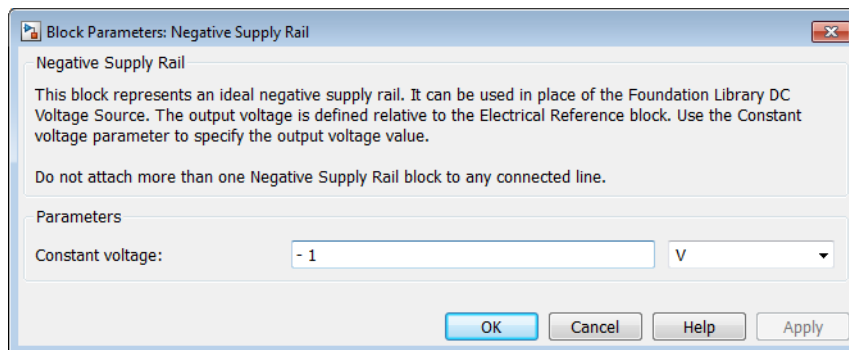 Block Parameters: Negative Supply Rail
Negative Supply Rail
This block represents an ideal negative supply rail. It can be used in place of the Foundation Library DC
Voltage Source. The output voltage is defined relative to the Electrical Reference block. Use the Constant
voltage parameter to specify the output voltage value.
Do not attach more than one Negative Supply Rail block to any connected line.
Parameters
Constant voltage: - 1 V
OK Cancel Help Apply